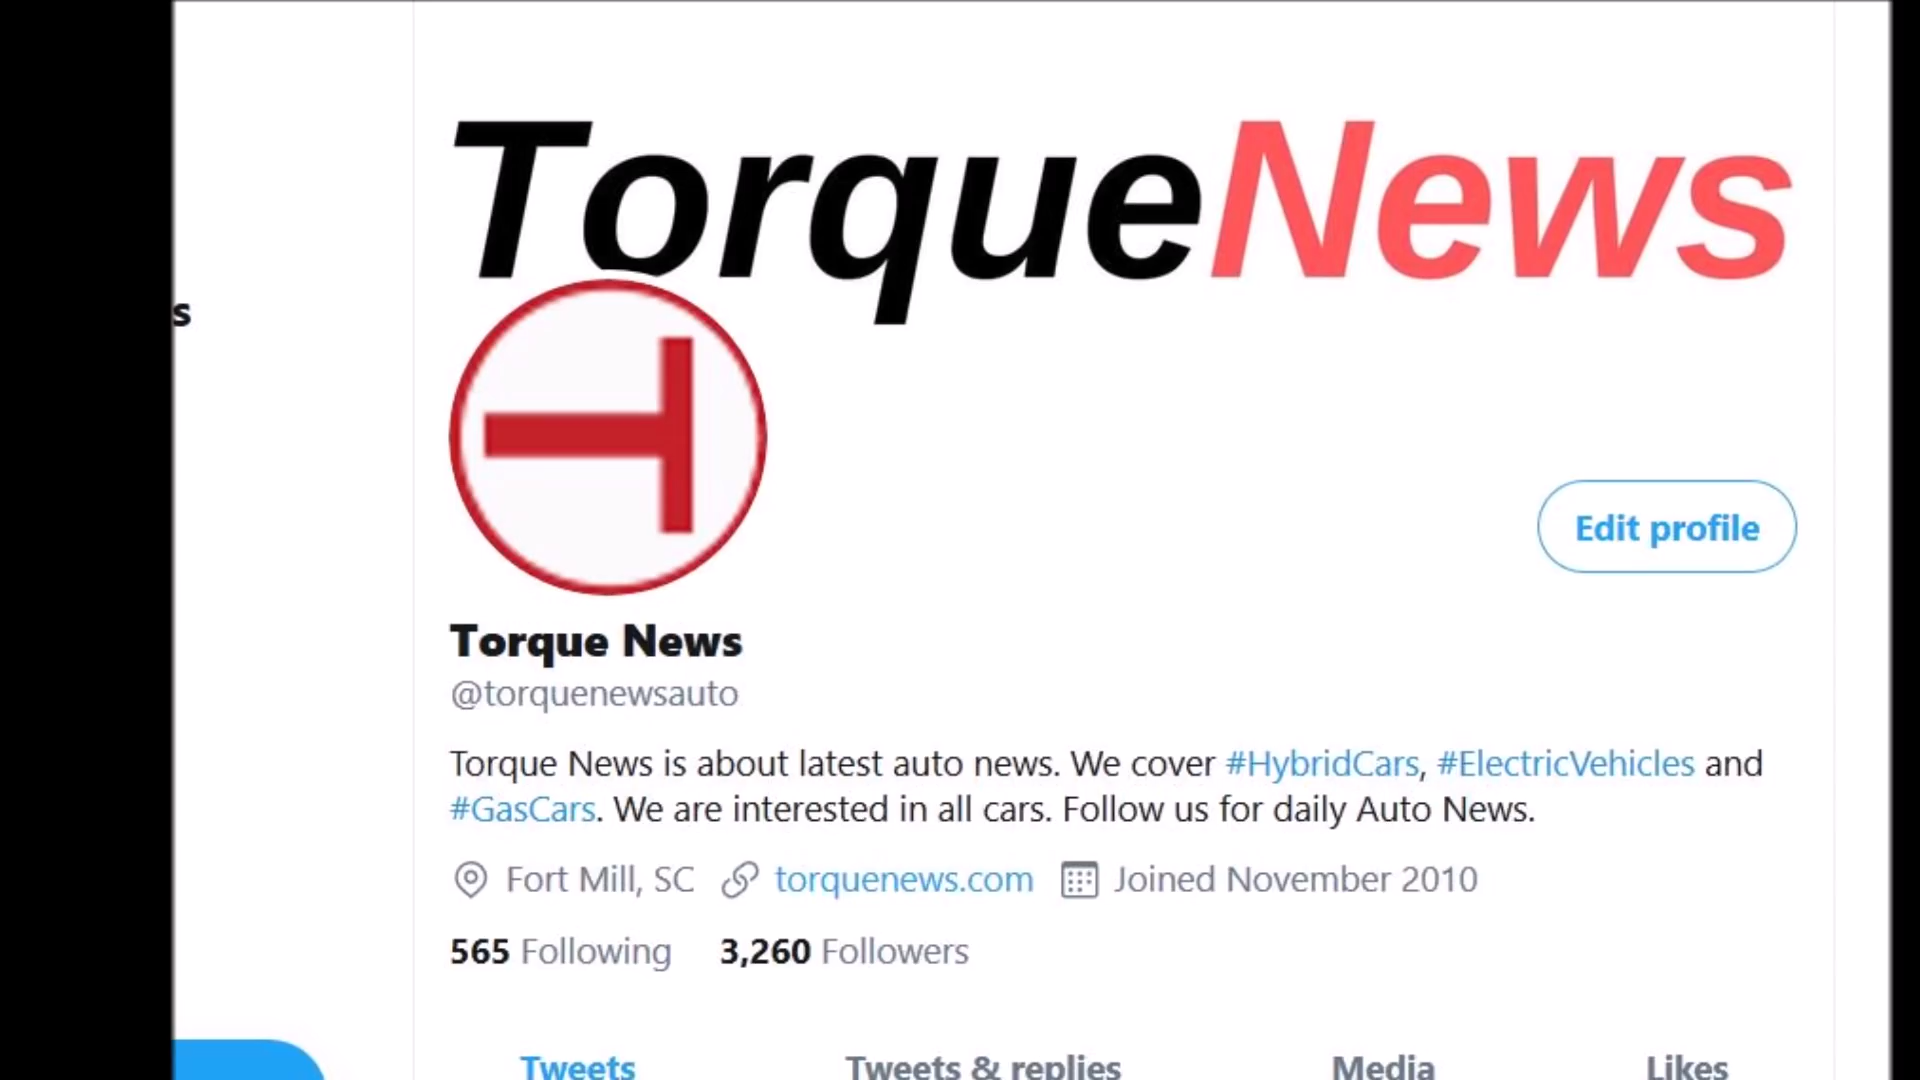 TorqueNews
s
T
Edit profile
Torque News
@torquenewsauto
Torque News is about latest auto news. We cover #HybridCars, #ElectricVehicles and
#GasCars. We are interested in all cars. Follow us for daily Auto News.
Fort Mill, SC torquenews.com Joined November 2010
565 Following 3,260 Followers
Tweets Tweets & replies Media Likes